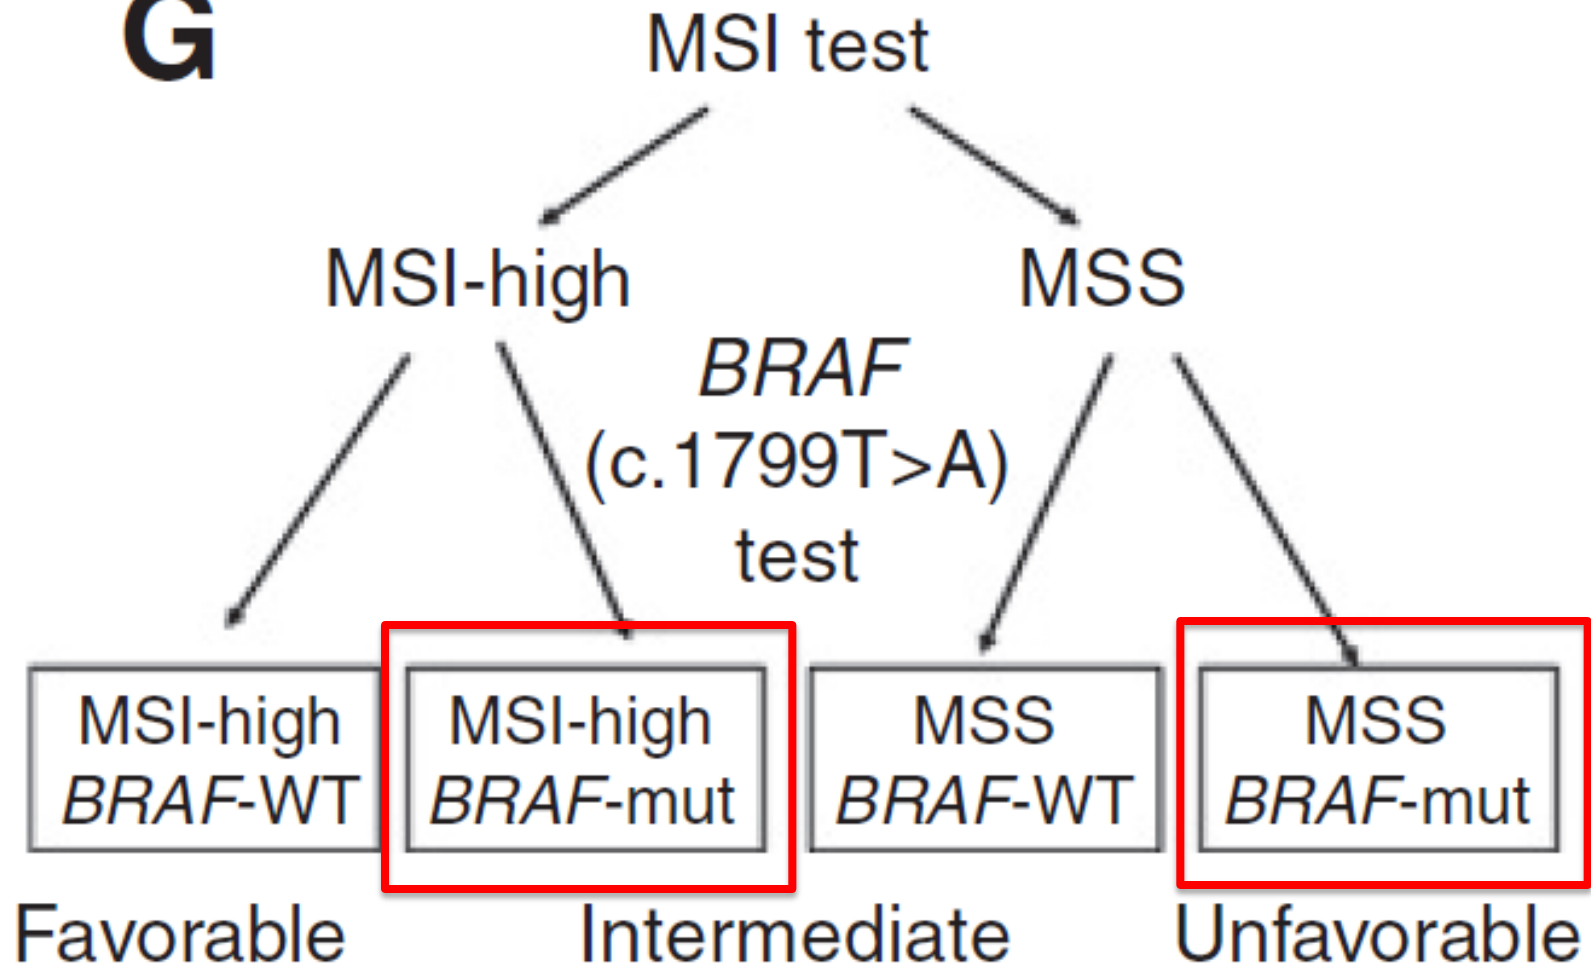 G
MSI test
MSI-high
MSS
BRAF
(c.1799T>A)
test
MSI-high
BRAF-WT
MSI-high
BRAF-mut
MSS
BRAF-WT
MSS
BRAF-mut
Favorable
Intermediate
Unfavorable